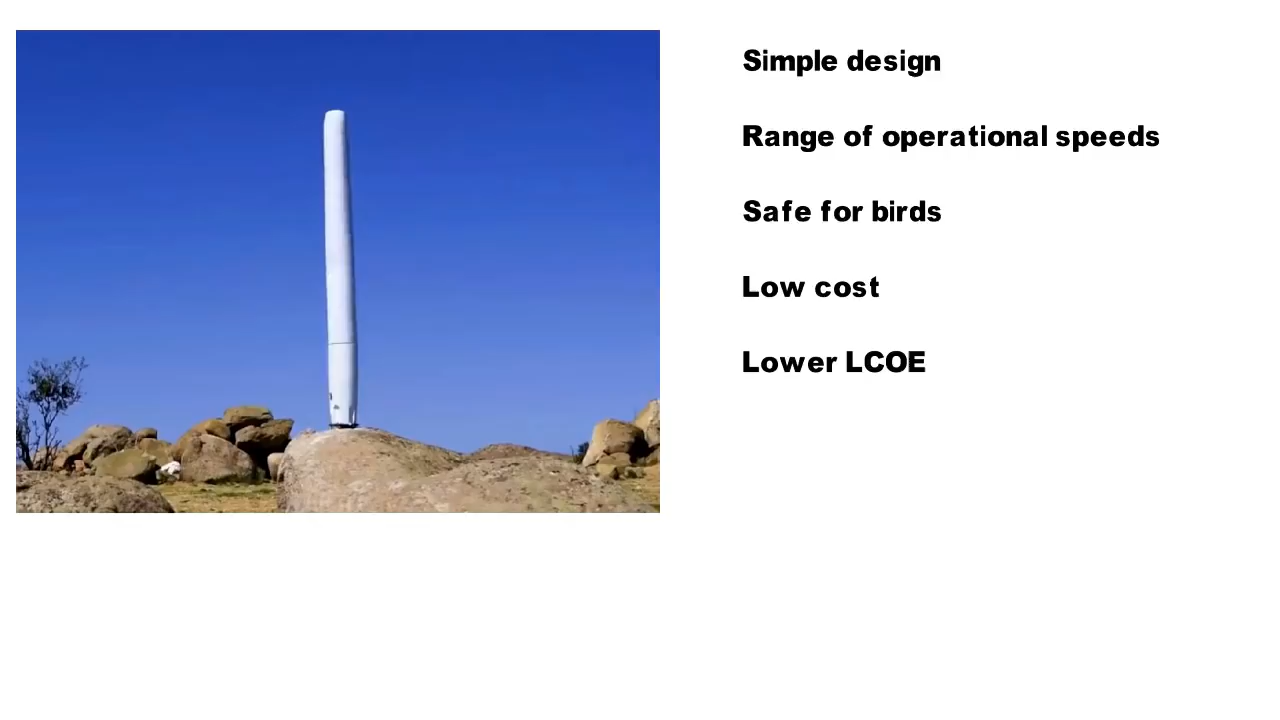 Simple design
Range of operational speeds
Safe for birds
Low cost
Lower LCOE